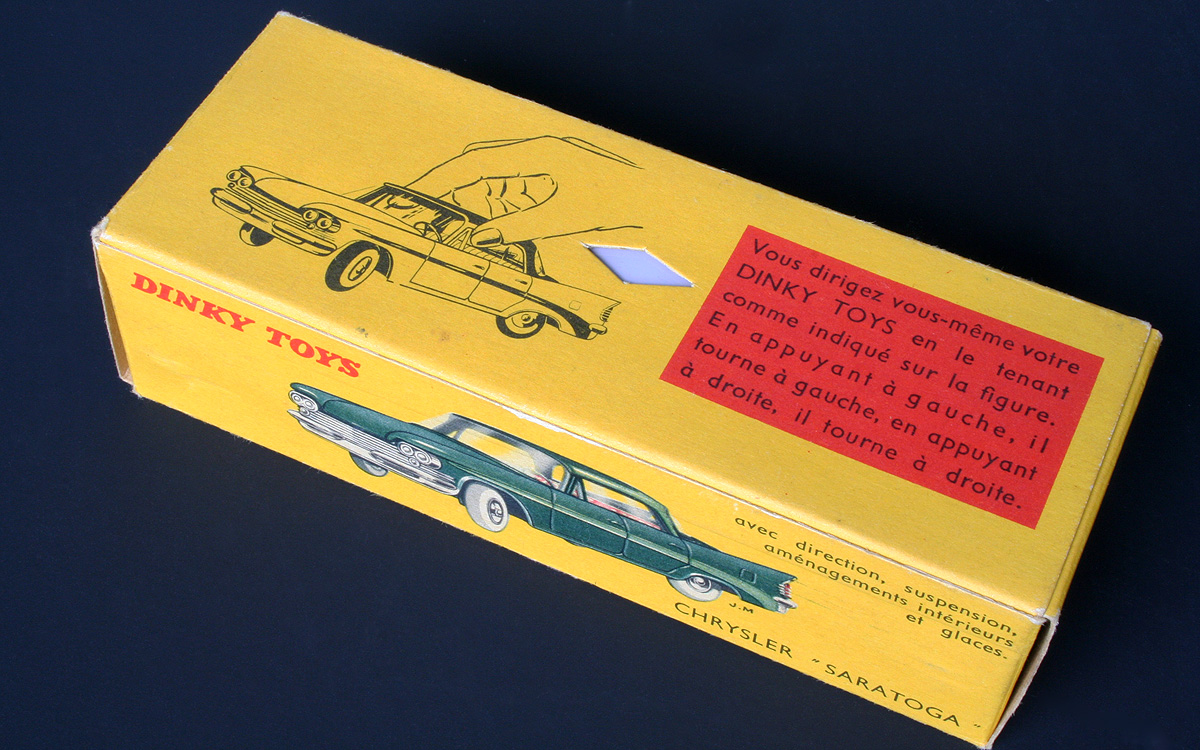 Vous dirigez vous-même votre
DINKY TOYS en le tenant
comme indiqué sur la figure.
En appuyant à gauche, il
tourne à gauche, en appuyant
à droite, il tourne à droite.
DINKY TOYS
avec direction, suspension,
aménagements intérieurs
et glaces.
J.M
CHRYSLER "SARATOGA"